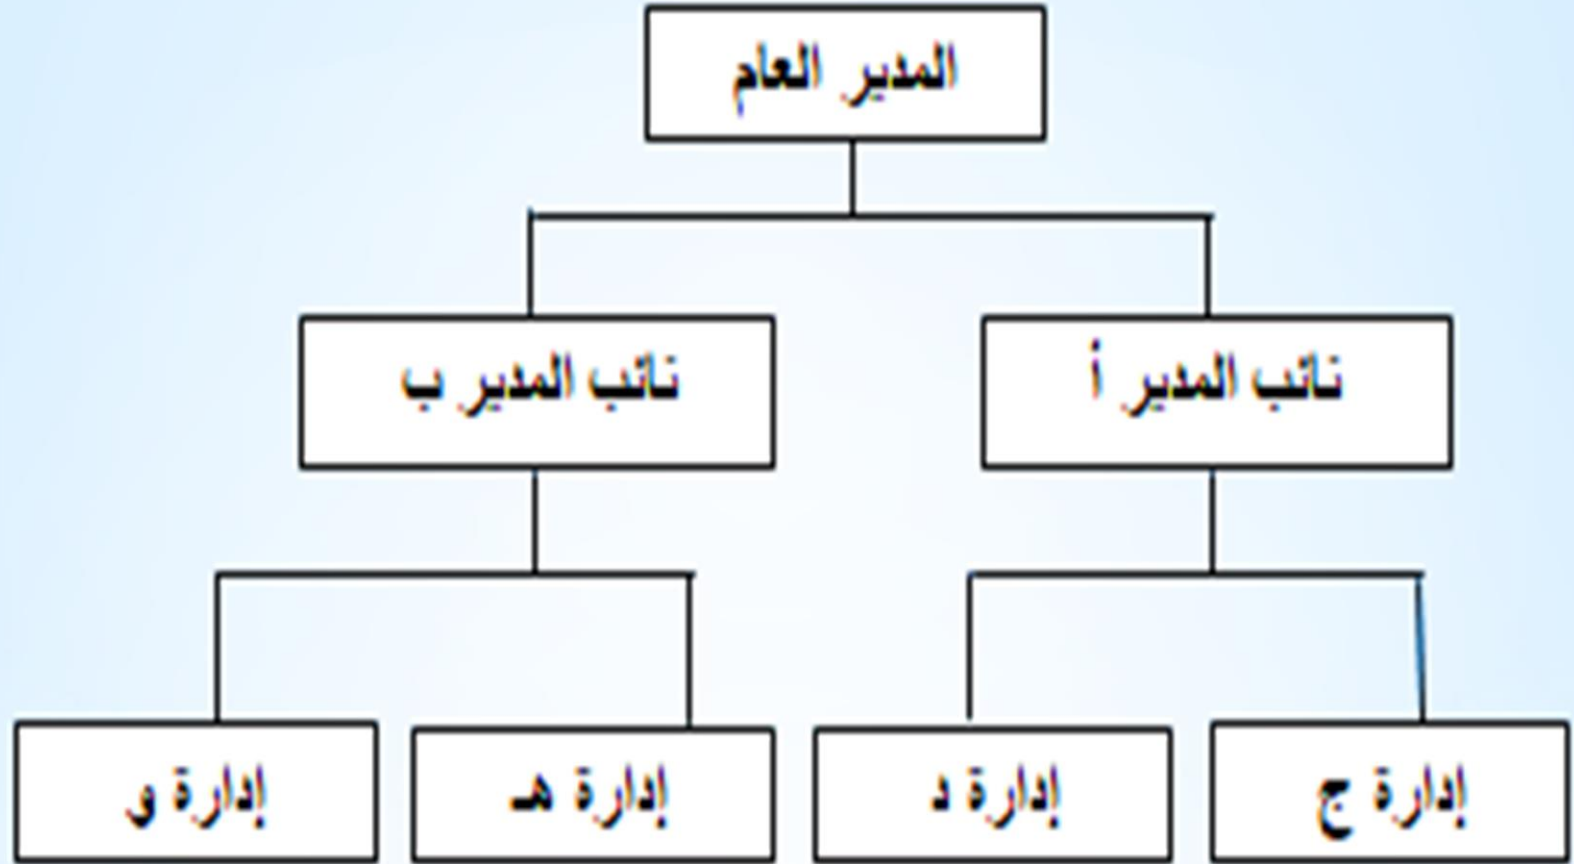 المدير العام
نائب المدير أ
نائب المدير ب
إدارة ج
إدارة د
إدارة هـ
إدارة و